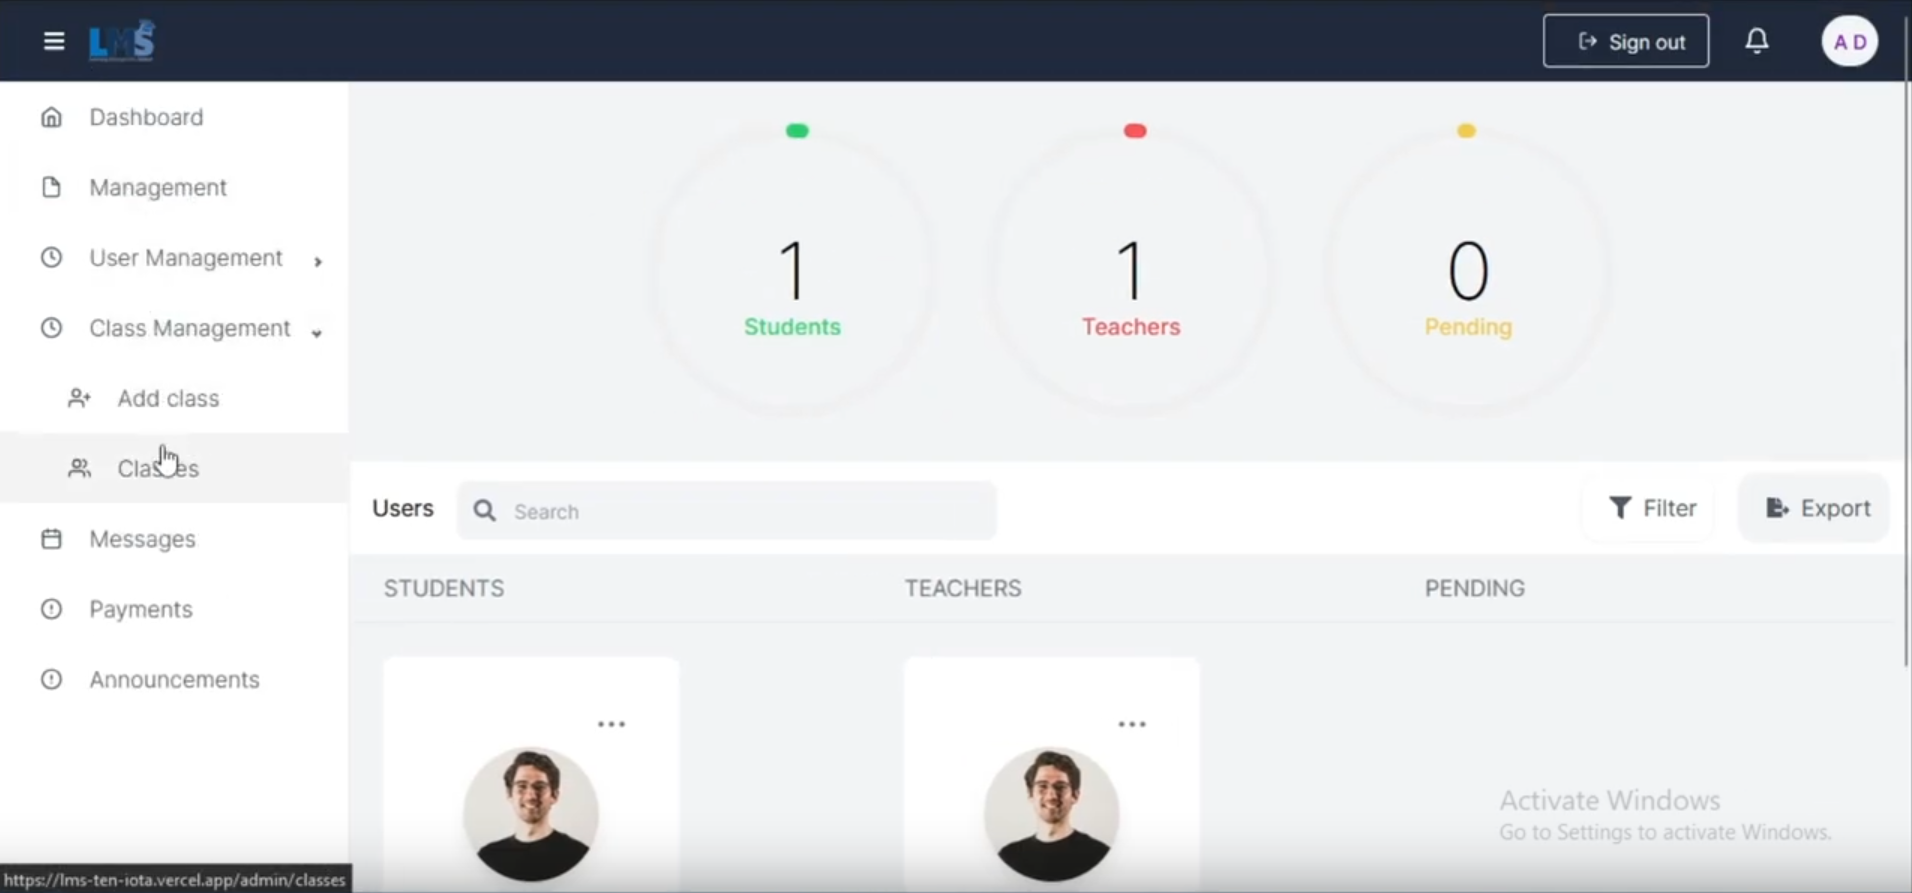 LMS
Sign out
A D
Dashboard
Management
User Management
Class Management
Add class
Classes
Messages
Payments
Announcements
1
Students
1
Teachers
0
Pending
Users
Search
Filter
Export
STUDENTS
TEACHERS
PENDING
Activate Windows
Go to Settings to activate Windows.
https://lms-ten-iota.vercel.app/admin/classes